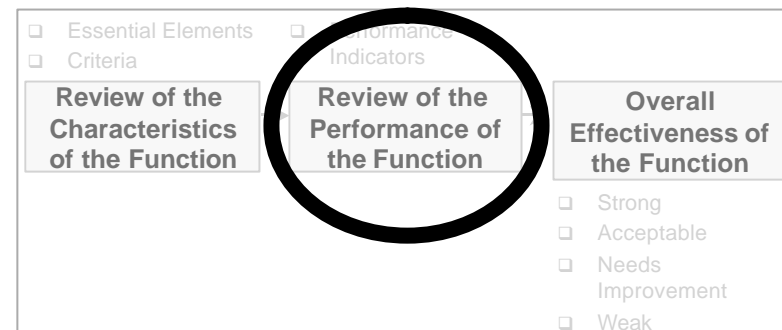 ❑ Essential Elements
❑ Criteria
❑ Performance
Indicators
Review of the
Characteristics
of the Function
Review of the
Performance of
the Function
Overall
Effectiveness of
the Function
❑ Strong
❑ Acceptable
❑ Needs
Improvement
❑ Weak